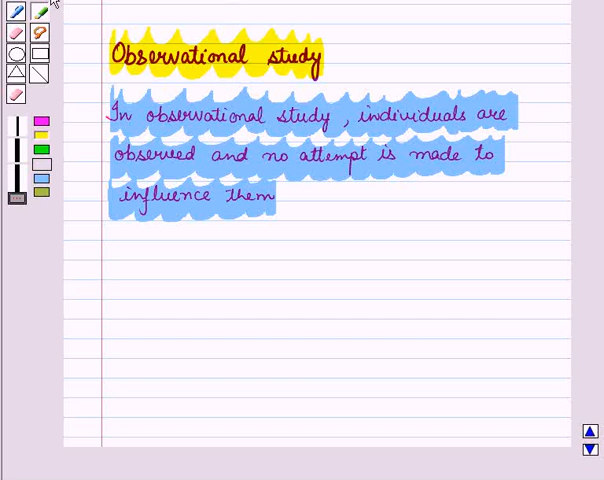 Observational study
In observational study, individuals are
observed and no attempt is made to
influence them